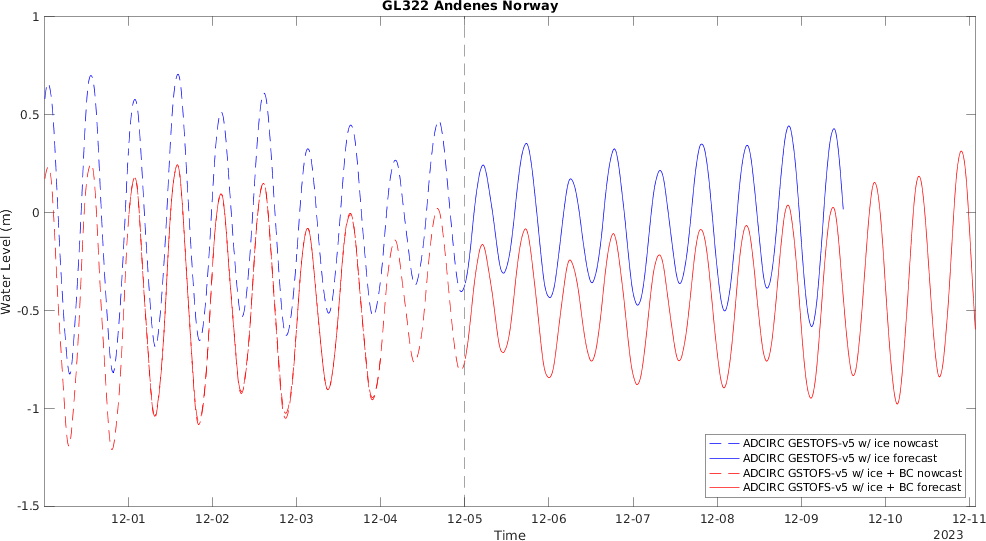 GL322 Andenes Norway
1
0.5
0
-0.5
-1
-1.5
Water Level (m)
12-01 12-02 12-03 12-04 12-05 12-06 12-07 12-08 12-09 12-10 12-11
Time
2023
ADCIRC GESTOFS-v5 w/ ice nowcast
ADCIRC GESTOFS-v5 w/ ice forecast
ADCIRC GSTOFS-v5 w/ ice + BC nowcast
ADCIRC GSTOFS-v5 w/ ice + BC forecast